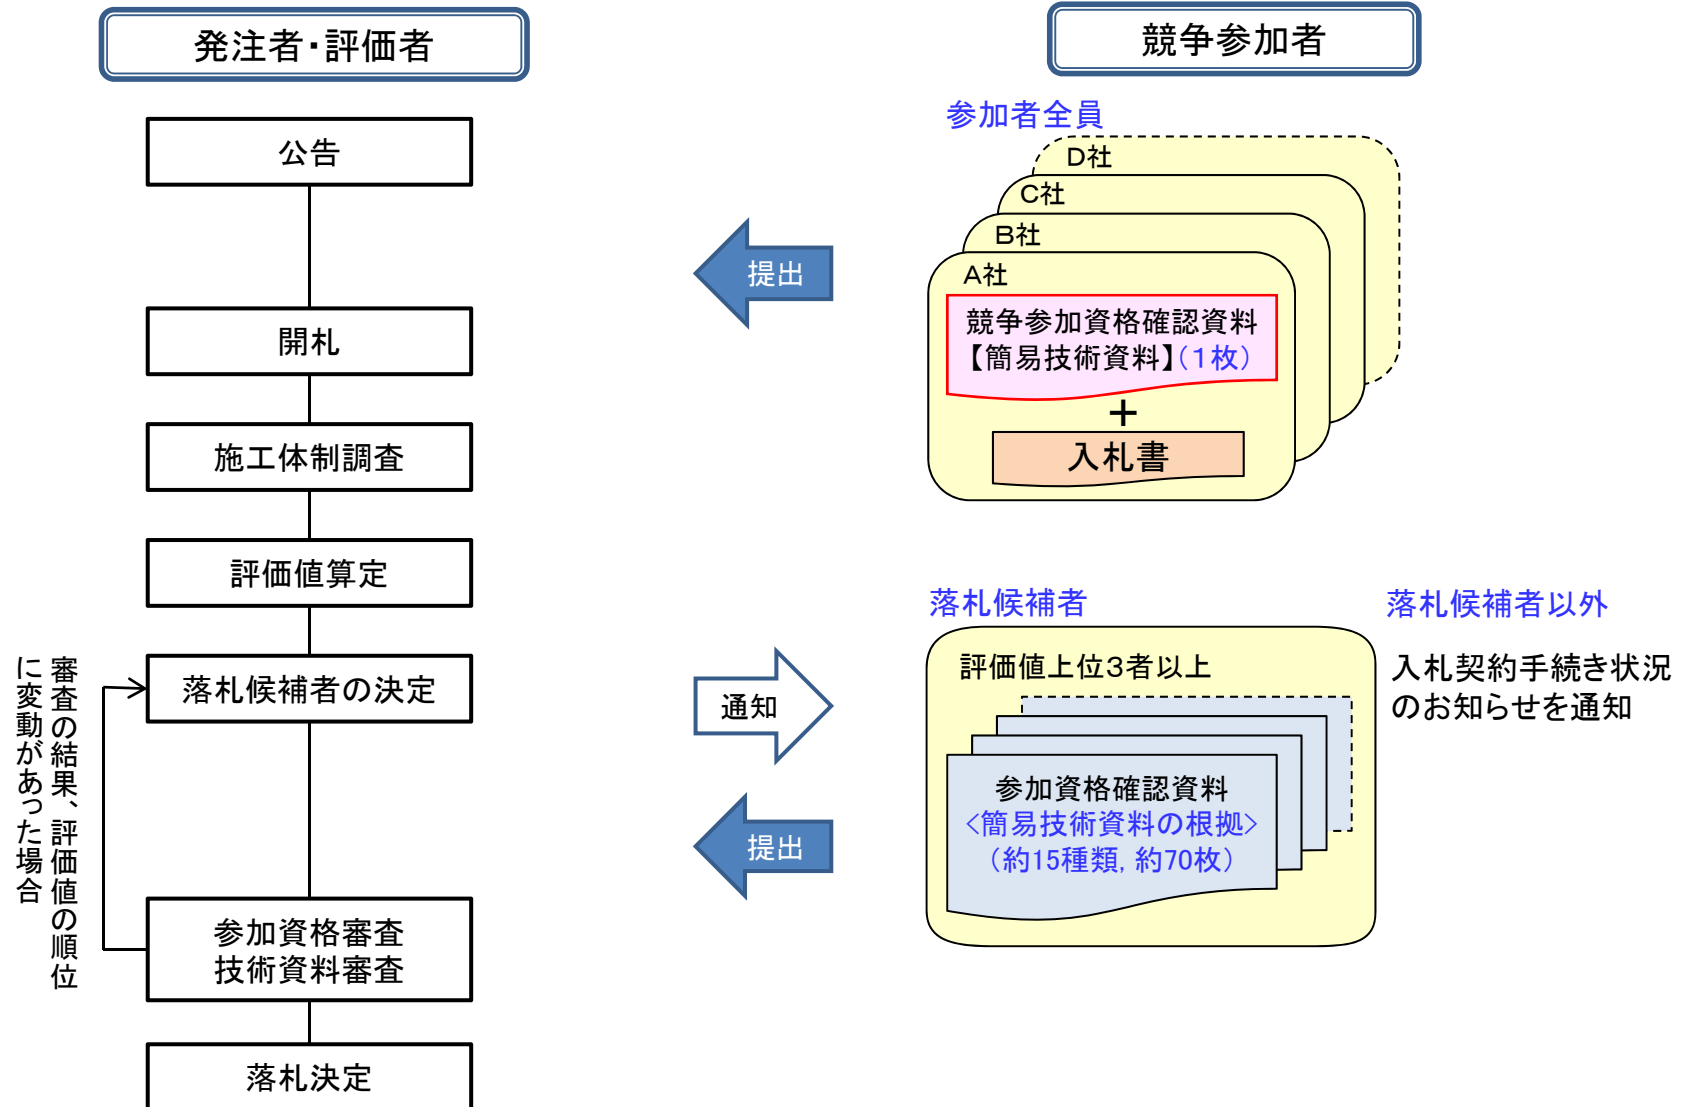 発注者・評価者
公告
開札
施工体制調査
評価値算定
落札候補者の決定
審査の結果、評価値の順位
に変動があった場合
参加資格審査
技術資料審査
落札決定
提出
通知
提出
競争参加者
参加者全員
D社
C社
B社
A社
競争参加資格確認資料
【簡易技術資料】(1枚)
+
入札書
落札候補者
評価値上位3者以上
参加資格確認資料
<簡易技術資料の根拠>
(約15種類, 約70枚)
落札候補者以外
入札契約手続き状況
のお知らせを通知